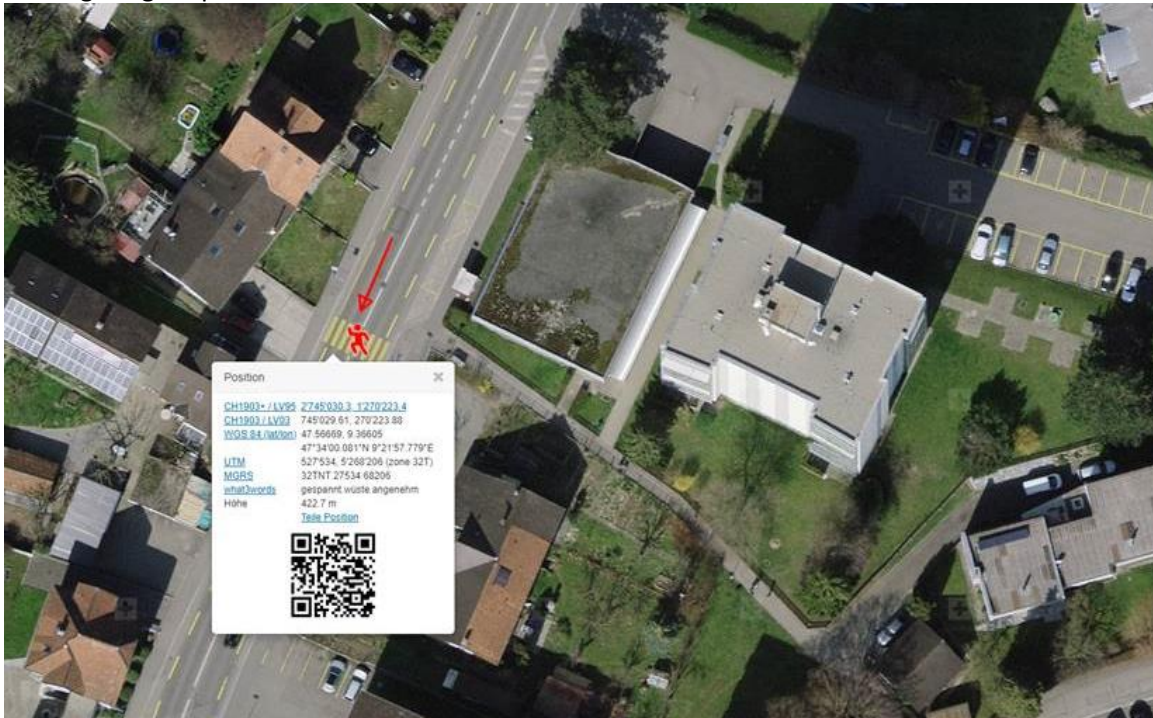 Position
CH1903+ / LV95 2'745'030.3, 1'270'223.4
CH1903 / LV03 745'029.61, 270'223.88
WGS 84 (lat/lon) 47.56669, 9.36605
47°34'00.081"N 9°21'57.779"E
UTM 527'534, 5'268'206 (zone 32T)
MGRS 32TNT 27534 68206
what3words gespannt.wüste.angenehm
Höhe 422.7 m
Teile Position